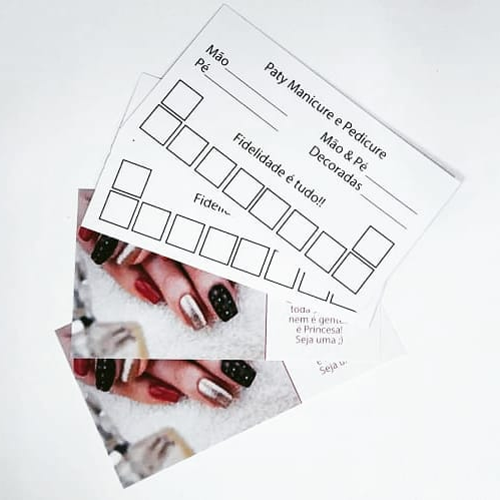 Paty Manicure e Pedicure
Mão
Pé
Mão & Pé
Decoradas
Fidelidade é tudo!!
Fideli
toda
nem é gente
é Princesa!
Seja uma ;)
é
Seja u